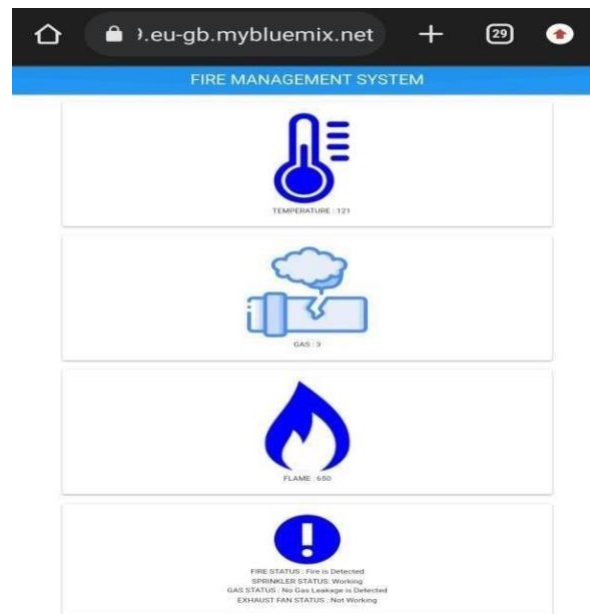 9.eu-gb.mybluemix.net
29
FIRE MANAGEMENT SYSTEM
TEMPERATURE : 121
GAS : 3
FLAME : 650
FIRE STATUS : Fire is Detected
SPRINKLER STATUS: Working
GAS STATUS : No Gas Leakage is Detected
EXHAUST FAN STATUS : Not Working